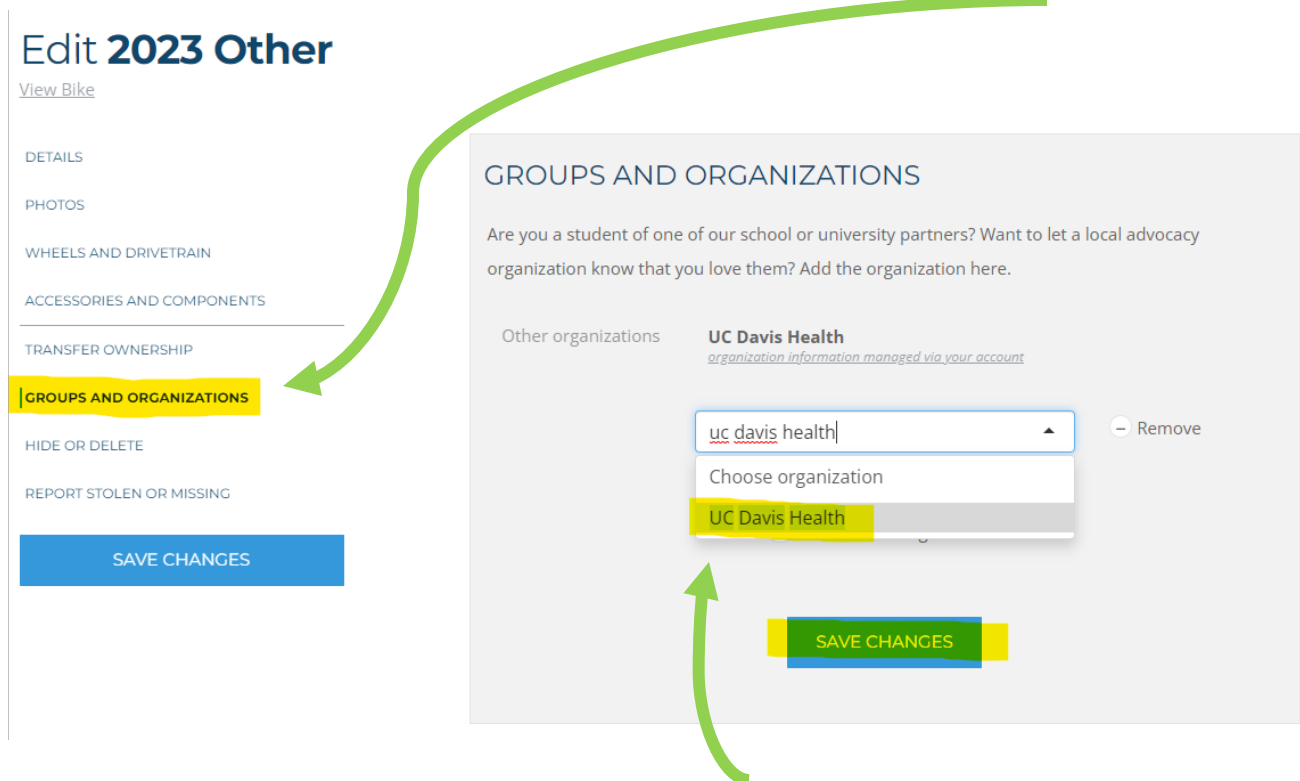 Edit 2023 Other
View Bike
DETAILS
PHOTOS
WHEELS AND DRIVETRAIN
ACCESSORIES AND COMPONENTS
TRANSFER OWNERSHIP
GROUPS AND ORGANIZATIONS
HIDE OR DELETE
REPORT STOLEN OR MISSING
SAVE CHANGES
GROUPS AND ORGANIZATIONS
Are you a student of one of our school or university partners? Want to let a local advocacy
organization know that you love them? Add the organization here.
Other organizations
UC Davis Health
organization information managed via your account
uc davis health
Remove
Choose organization
UC Davis Health
SAVE CHANGES